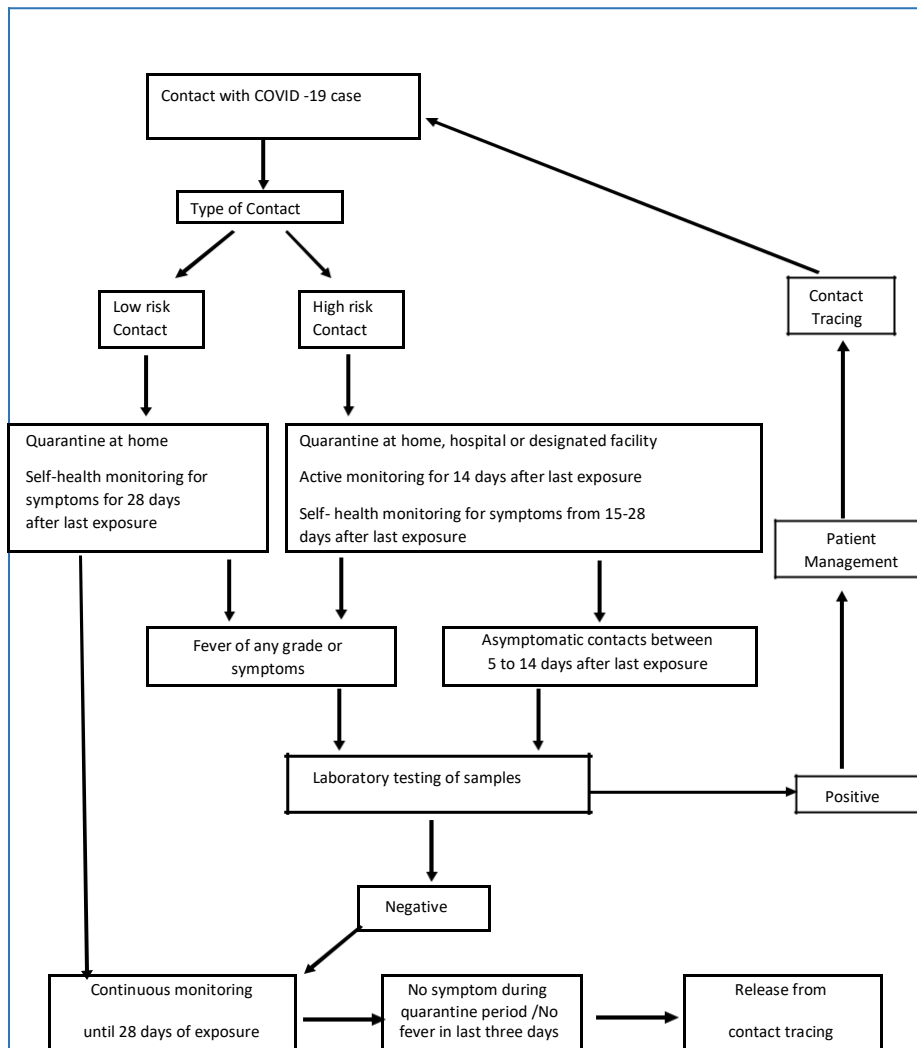 Contact with COVID -19 case
Type of Contact
Low risk
Contact
High risk
Contact
Contact
Tracing
Quarantine at home
Self-health monitoring for
symptoms for 28 days
after last exposure
Quarantine at home, hospital or designated facility
Active monitoring for 14 days after last exposure
Self- health monitoring for symptoms from 15-28
days after last exposure
Patient
Management
Fever of any grade or
symptoms
Asymptomatic contacts between
5 to 14 days after last exposure
Laboratory testing of samples
Positive
Negative
Continuous monitoring
until 28 days of exposure
No symptom during
quarantine period /No
fever in last three days
Release from
contact tracing